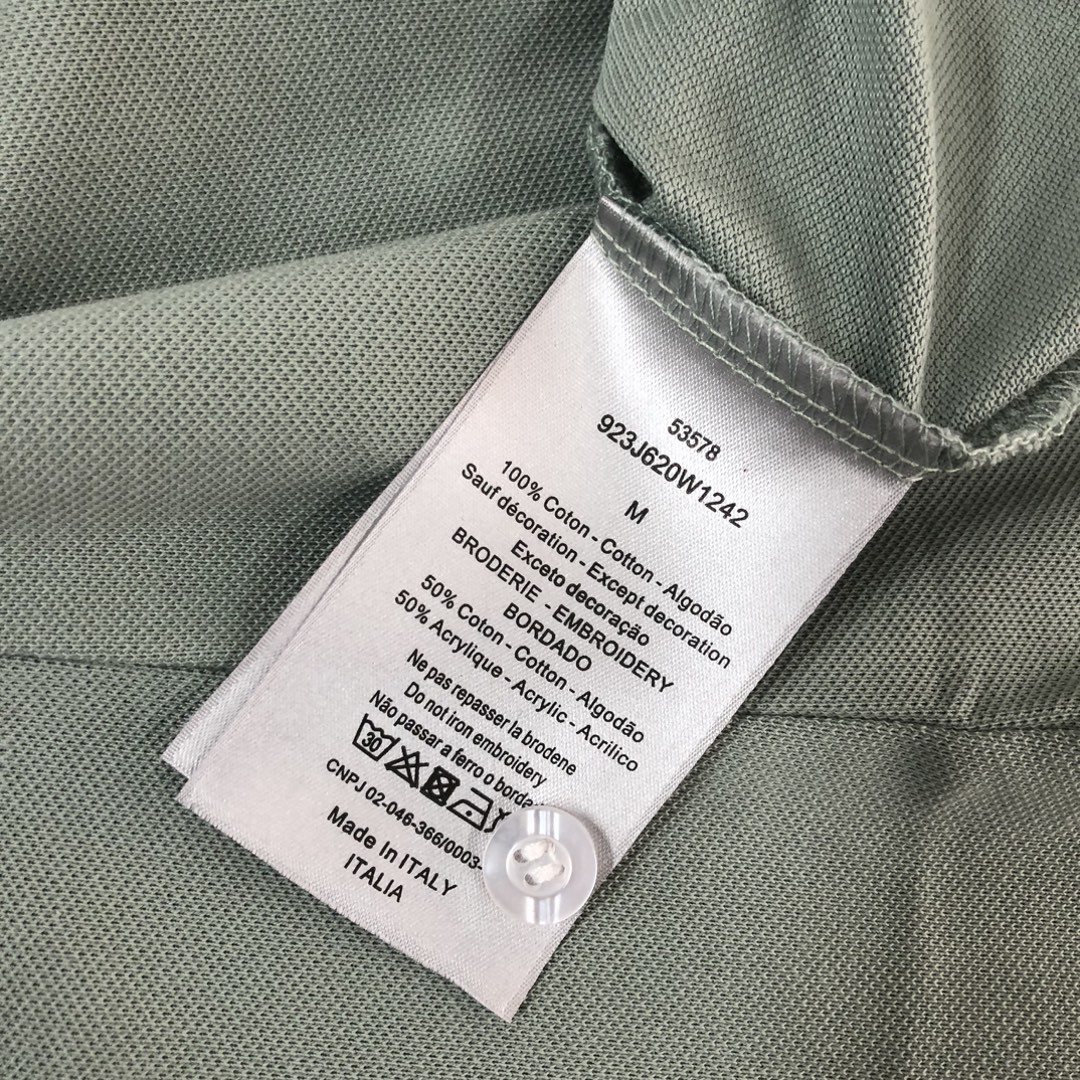 53578
923J620W1242
M
100% Coton - Cotton - Algodão
Sauf décoration - Except decoration
Exceto decoração
BRODERIE - EMBROIDERY
BORDADO
50% Coton - Cotton - Algodão
50% Acrylique - Acrylic - Acrilico
Ne pas repasser la brodene
Do not iron embroidery
Não passar a ferro o borda
30
CNPJ 02-046-366/0003-
Made In ITALY
ITALIA